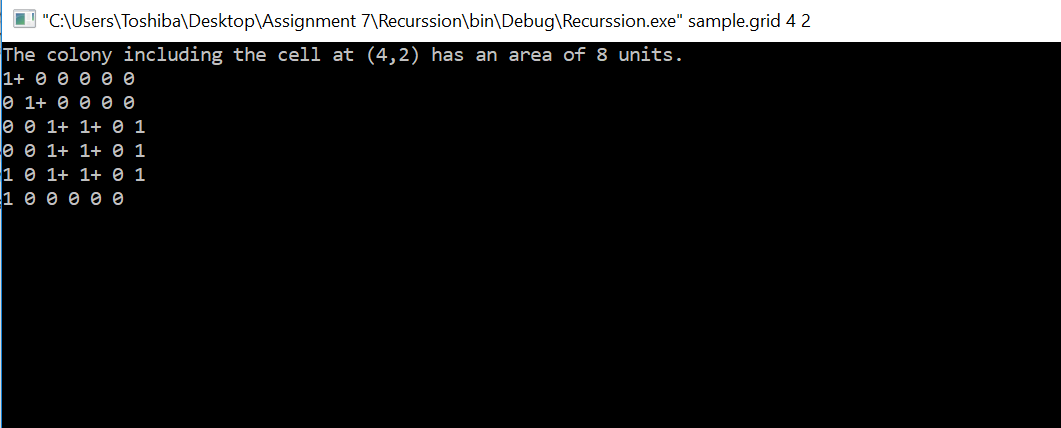 "C:\Users\Toshiba\Desktop\Assignment 7\Recurssion\bin\Debug\Recurssion.exe" sample.grid 4 2
The colony including the cell at (4,2) has an area of 8 units.
1+ 0 0 0 0 0
0 1+ 0 0 0 0
0 0 1+ 1+ 0 1
0 0 1+ 1+ 0 1
1 0 1+ 1+ 0 1
1 0 0 0 0 0